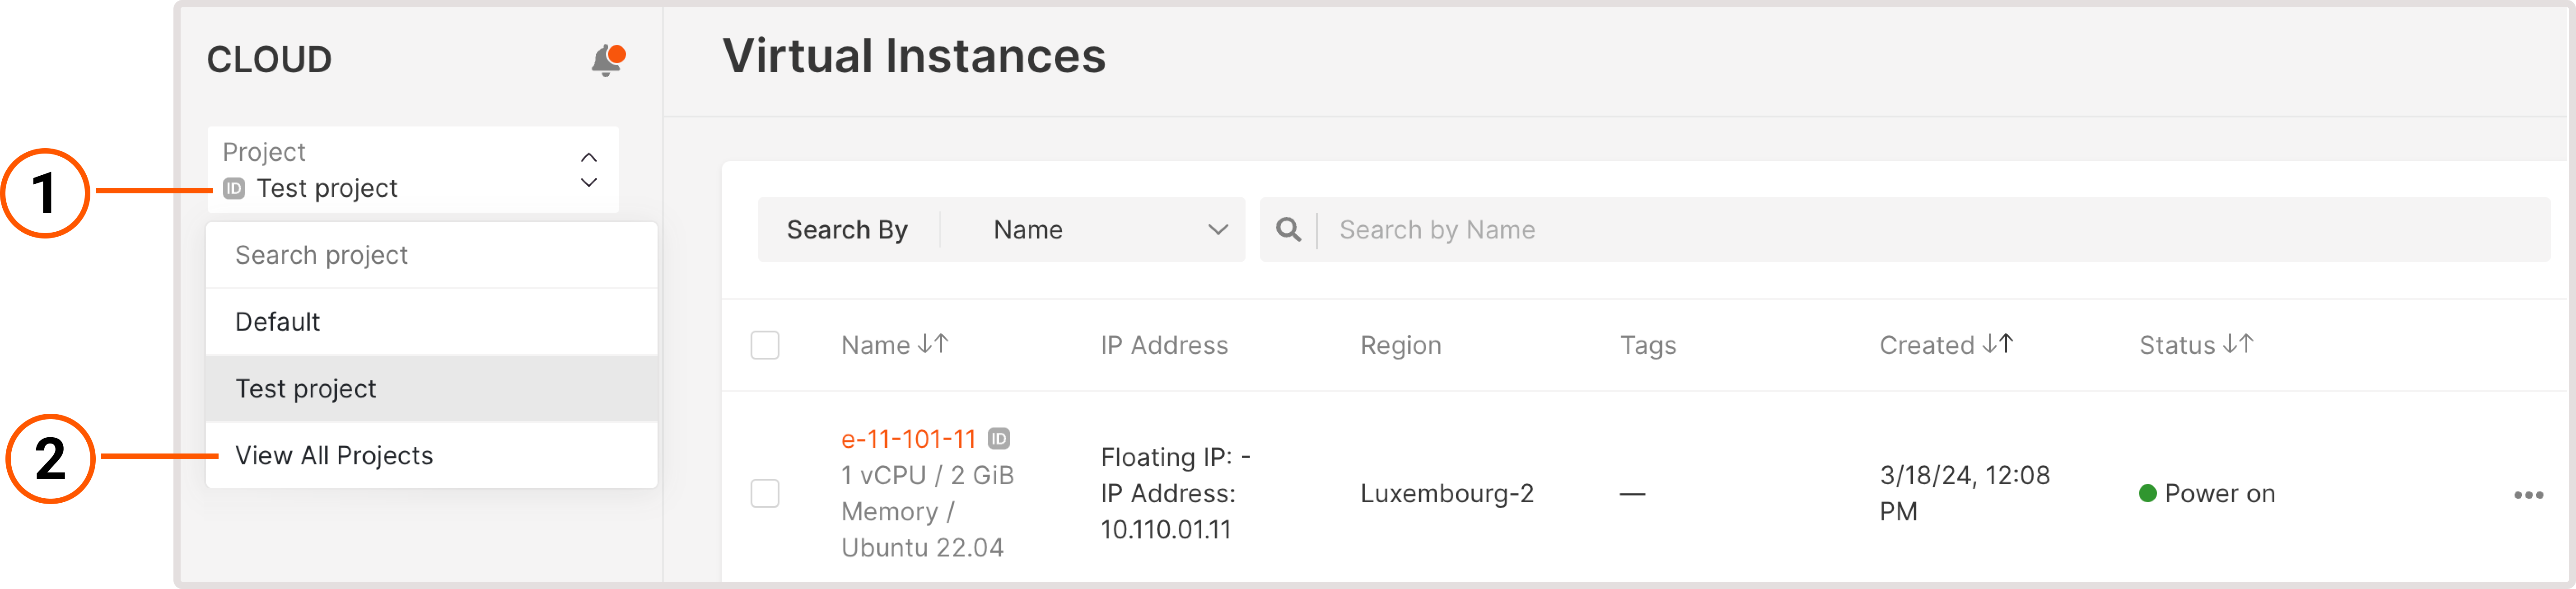 CLOUD
Virtual Instances
1
Project
ID Test project
Search project
Default
Test project
2
View All Projects
Search By
Name
Search by Name
Name
IP Address
Region
Tags
Created
Status
e-11-101-11 ID
1 vCPU / 2 GiB
Memory /
Ubuntu 22.04
Floating IP: -
IP Address:
10.110.01.11
Luxembourg-2
—
3/18/24, 12:08
PM
Power on